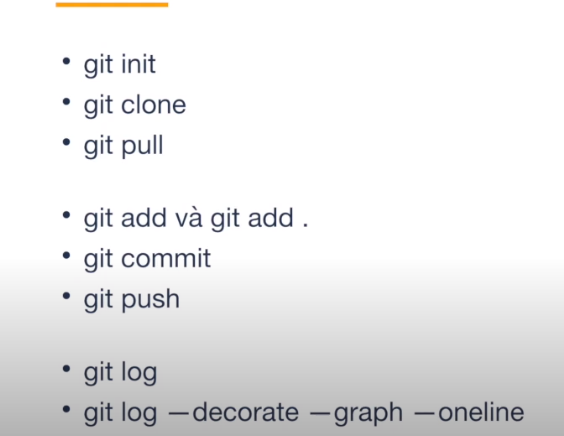 • git init
• git clone
• git pull
• git add và git add .
• git commit
• git push
• git log
• git log —decorate —graph —oneline